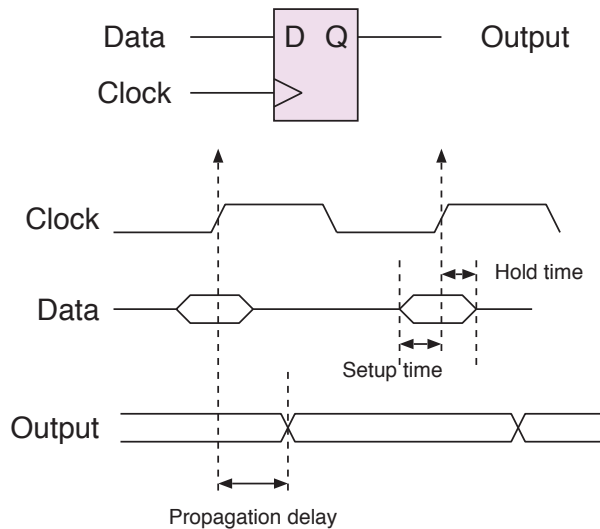 Data D Q Output
Clock
Clock
Hold time
Data
Setup time
Output
Propagation delay